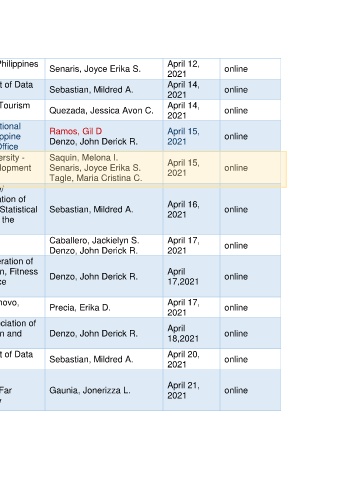 Philippines
Senaris, Joyce Erika S.
April 12,
2021
online
t of Data
Sebastian, Mildred A.
April 14,
2021
online
Tourism
Quezada, Jessica Avon C.
April 14,
2021
online
tional
ppine
Office
Ramos, Gil D
Denzo, John Derick R.
April 15,
2021
online
ersity -
lopment
Saquin, Melona I.
Senaris, Joyce Erika S.
Tagle, Maria Cristina C.
April 15,
2021
online
e/
ation of
Statistical
the
Sebastian, Mildred A.
April 16,
2021
online
Caballero, Jackielyn S.
Denzo, John Derick R.
April 17,
2021
online
eration of
n, Fitness
ce
Denzo, John Derick R.
April
17,2021
online
novo,
Precia, Erika D.
April 17,
2021
online
ciation of
m and
Denzo, John Derick R.
April
18,2021
online
t of Data
Sebastian, Mildred A.
April 20,
2021
online
Far
y
Gaunia, Jonerizza L.
April 21,
2021
online